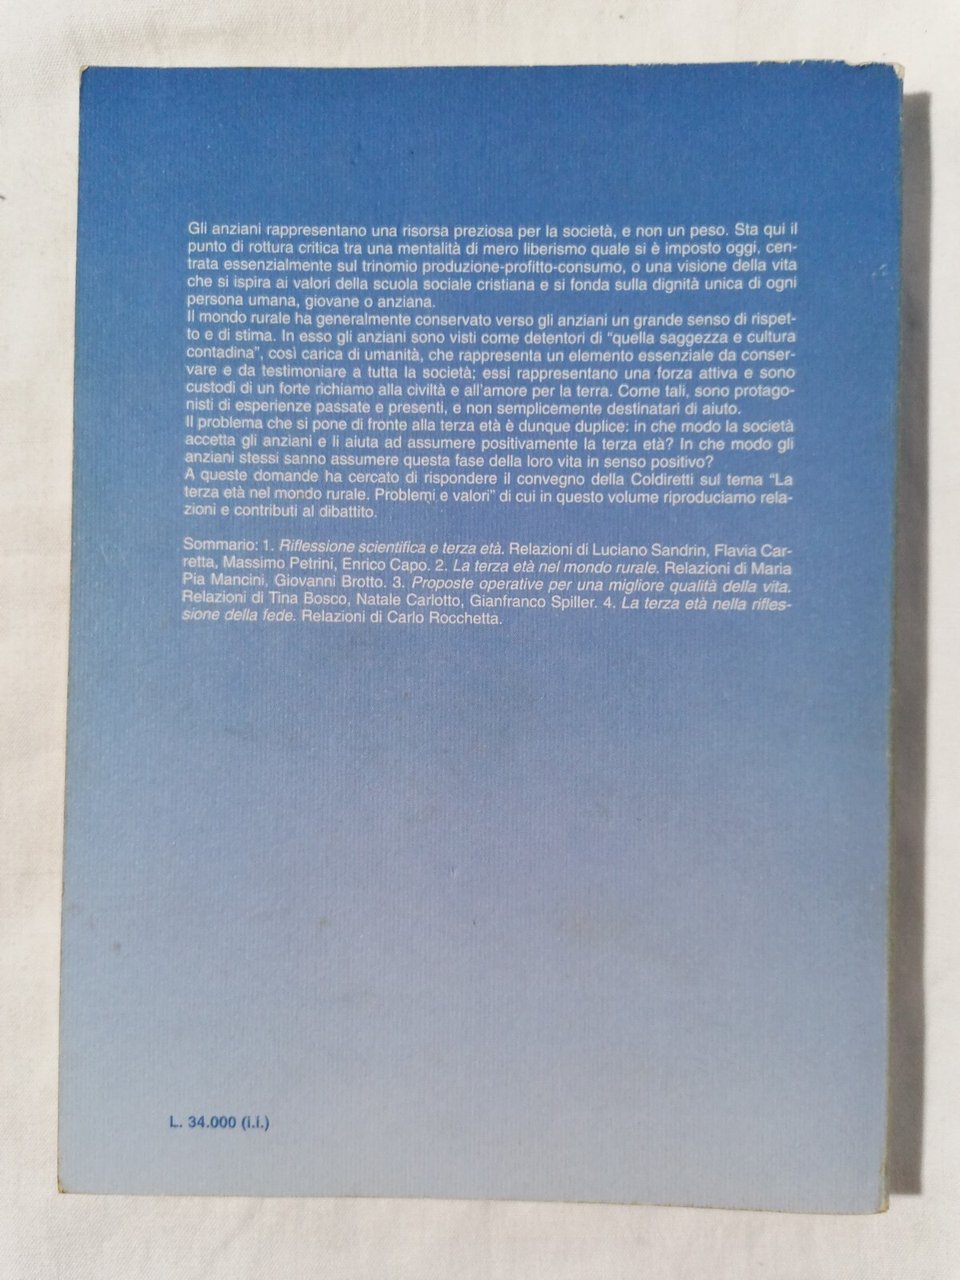 Gli anziani rappresentano una risorsa preziosa per la società, e non un peso. Sta qui il
punto di rottura critica tra una mentalità di mero liberismo quale si è imposto oggi, cen-
trata essenzialmente sul trinomio produzione-profitto-consumo, o una visione della vita
che si ispira ai valori della scuola sociale cristiana e si fonda sulla dignità unica di ogni
persona umana, giovane o anziana.
Il mondo rurale ha generalmente conservato verso gli anziani un grande senso di rispet-
to e di stima. In esso gli anziani sono visti come detentori di "quella saggezza e cultura
contadina", così carica di umanità, che rappresenta un elemento essenziale da conser-
vare e da testimoniare a tutta la società; essi rappresentano una forza attiva e sono
custodi di un forte richiamo alla civiltà e all'amore per la terra. Come tali, sono protago-
nisti di esperienze passate e presenti, e non semplicemente destinatari di aiuto.
Il problema che si pone di fronte alla terza età è dunque duplice: in che modo la società
accetta gli anziani e li aiuta ad assumere positivamente la terza età? In che modo gli
anziani stessi sanno assumere questa fase della loro vita in senso positivo?
A queste domande ha cercato di rispondere il convegno della Coldiretti sul tema "La
terza età nel mondo rurale. Problemi e valori" di cui in questo volume riproduciamo rela-
zioni e contributi al dibattito.
Sommario: 1. Riflessione scientifica e terza età. Relazioni di Luciano Sandrin, Flavia Car-
retta, Massimo Petrini, Enrico Capo. 2. La terza età nel mondo rurale. Relazioni di Maria
Pia Mancini, Giovanni Brotto. 3. Proposte operative per una migliore qualità della vita.
Relazioni di Tina Bosco, Natale Carlotto, Gianfranco Spiller. 4. La terza età nella rifles-
sione della fede. Relazioni di Carlo Rocchetta.
L. 34.000 (i.i.)